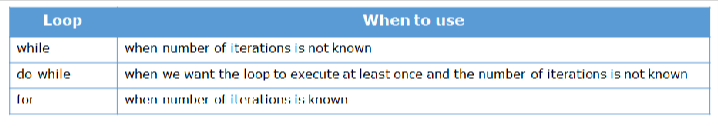 Loop When to use
while when number of iterations is not known
do while when we want the loop to execute at least once and the number of iterations is not known
for when number of iterations is known